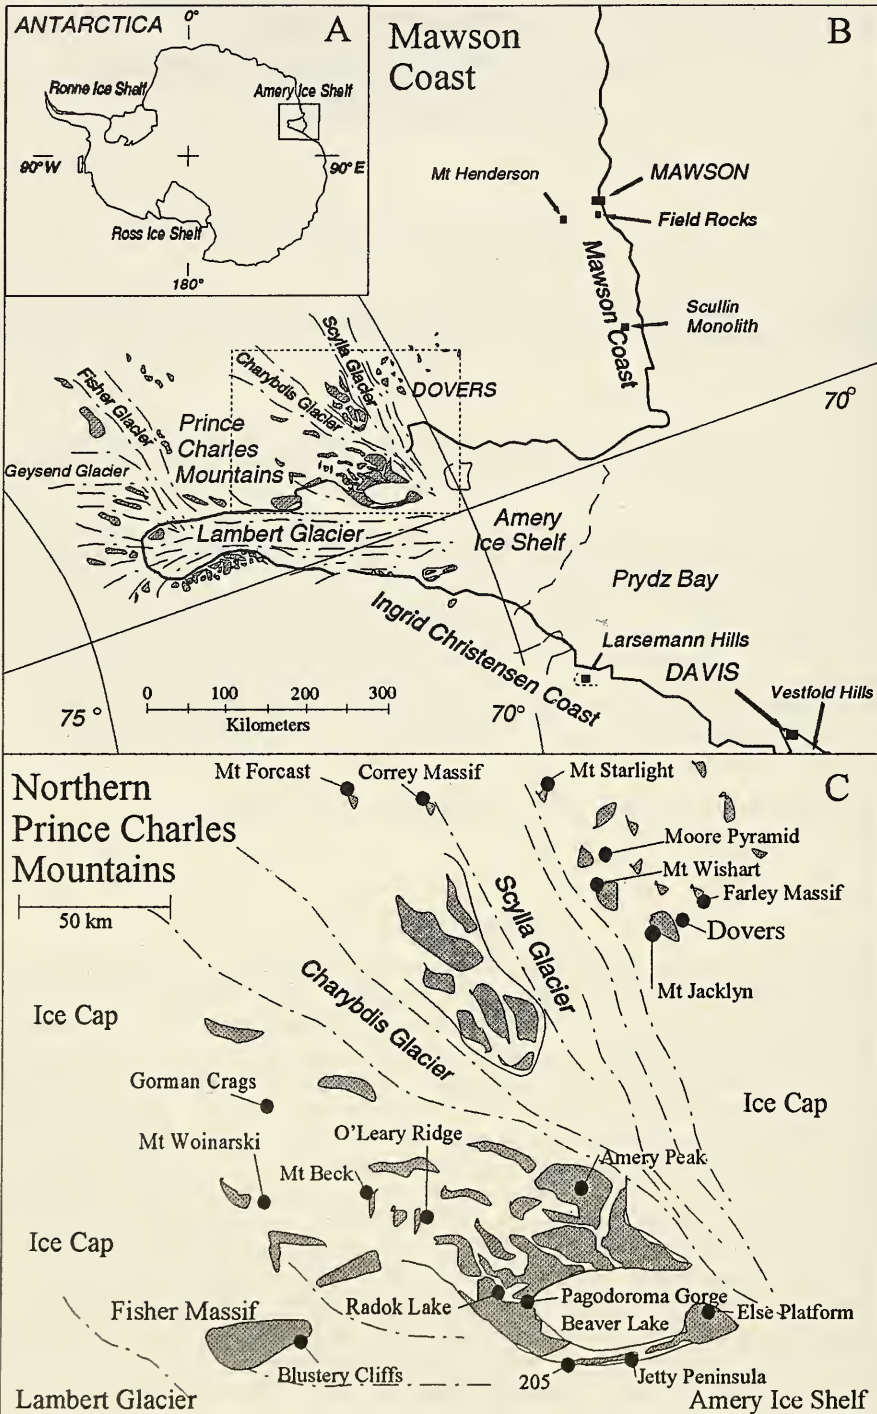 ANTARCTICA
0°
A
Ronne Ice Shelf
Amery Ice Shelf
90°W
90°E
Ross Ice Shelf
180°
Mawson
Coast
B
Mt Henderson
MAWSON
Field Rocks
Mawson Coast
Scullin
Monolith
70°
Scylla Glacier
Charybdis Glacier
DOVERS
Fisher Glacier
Prince
Charles
Mountains
Geysend Glacier
Lambert Glacier
Amery
Ice Shelf
Prydz Bay
Ingrid Christensen Coast
Larsemann Hills
DAVIS
Vestfold Hills
0 100 200 300
Kilometers
75°
70°
Northern
Prince Charles
Mountains
C
50 km
Mt Forcast
Correy Massif
Mt Starlight
Moore Pyramid
Mt Wishart
Farley Massif
Dovers
Mt Jacklyn
Scylla Glacier
Charybdis Glacier
Ice Cap
Gorman Crags
Ice Cap
Mt Woinarski
O'Leary Ridge
Mt Beck
Amery Peak
Ice Cap
Fisher Massif
Radok Lake
Pagodoroma Gorge
Beaver Lake
Else Platform
Blustery Cliffs
205
Jetty Peninsula
Lambert Glacier
Amery Ice Shelf